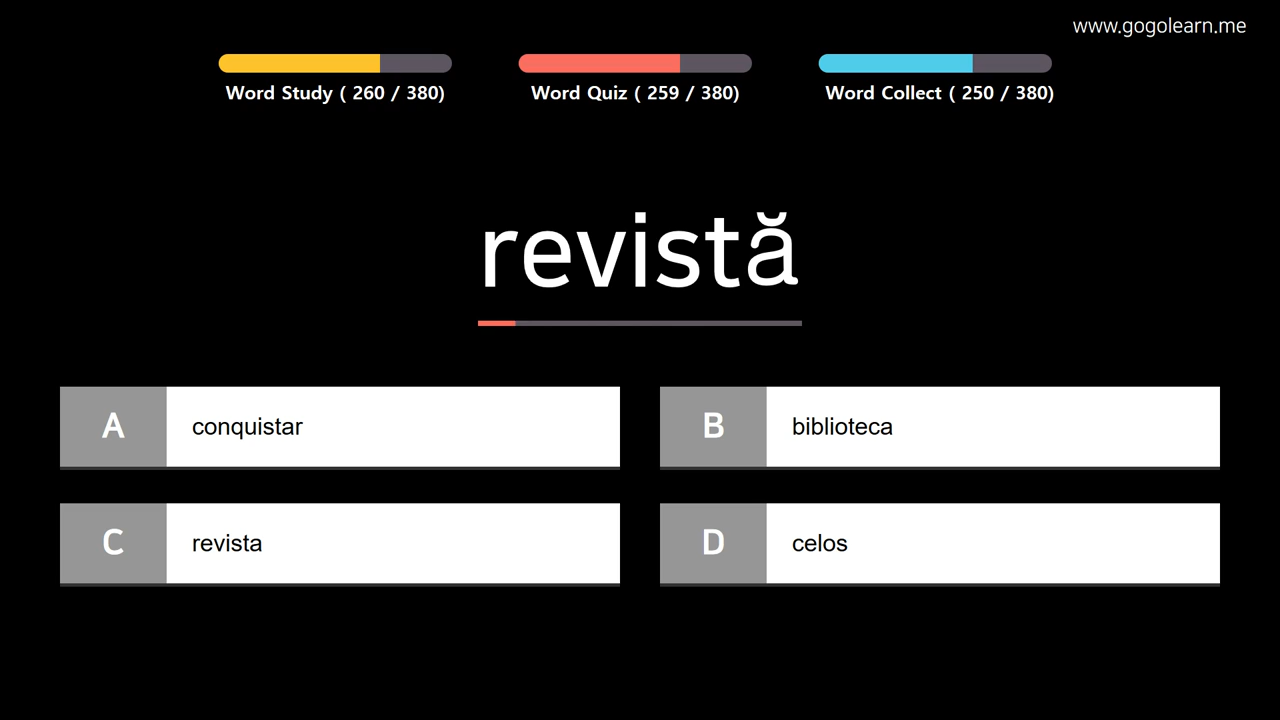 www.gogolearn.me
Word Study ( 260 / 380)
Word Quiz ( 259 / 380)
Word Collect ( 250 / 380)
revistă
A conquistar
B biblioteca
C revista
D celos